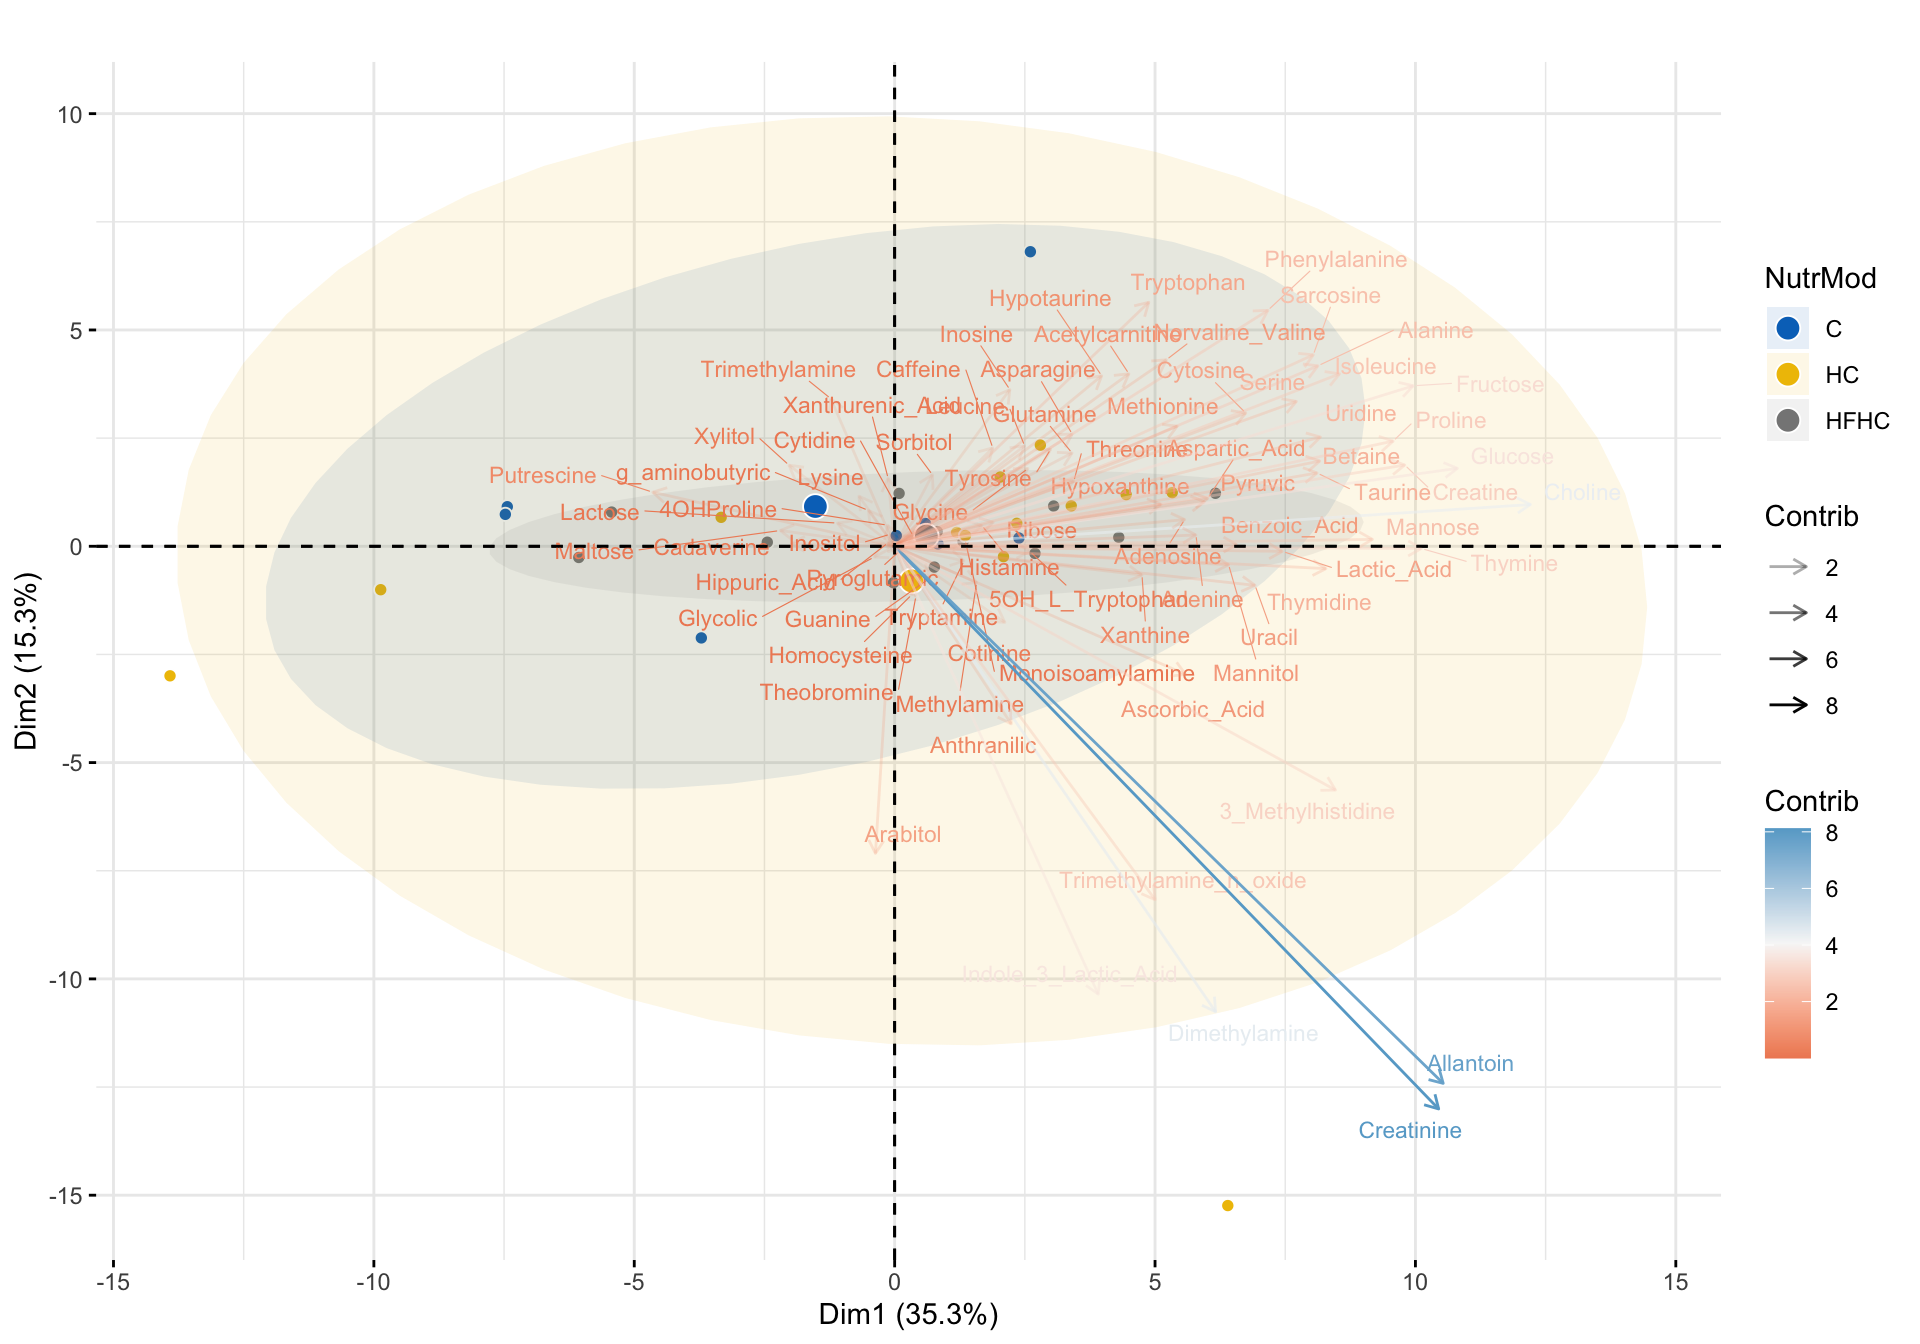 10
5
0
-5
-10
-15
-15
-10
-5
0
5
10
15
Dim1 (35.3%)
Dim2 (15.3%)
Phenylalanine
Tryptophan
Sarcosine
Hypotaurine
Inosine
Acetylcarnitine
Norvaline_Valine
Alanine
Trimethylamine
Caffeine
Asparagine
Cytosine
Serine
Isoleucine
Fructose
Xanthurenic_Acid
Leucine
Glutamine
Methionine
Uridine
Proline
Xylitol
Cytidine
Sorbitol
Threonine
Aspartic_Acid
Betaine
Glucose
Putrescine
g_aminobutyric
Lysine
Tyrosine
Hypoxanthine
Pyruvic
Taurine
Creatine
Choline
Lactose
4OHProline
Glycine
Ribose
Benzoic_Acid
Mannose
Maltose
Cadaverine
Inositol
Adenosine
Lactic_Acid
Thymine
Hippuric_Acid
Pyroglutamic
Histamine
5OH_L_Tryptophan
Adenine
Thymidine
Glycolic
Guanine
Tryptamine
Xanthine
Uracil
Homocysteine
Cotinine
Monoisoamylamine
Mannitol
Theobromine
Methylamine
Ascorbic_Acid
Anthranilic
3_Methylhistidine
Arabitol
Trimethylamine_n_oxide
Indole_3_Lactic_Acid
Dimethylamine
Allantoin
Creatinine
NutrMod
C
HC
HFHC
Contrib
2
4
6
8
Contrib
8
6
4
2